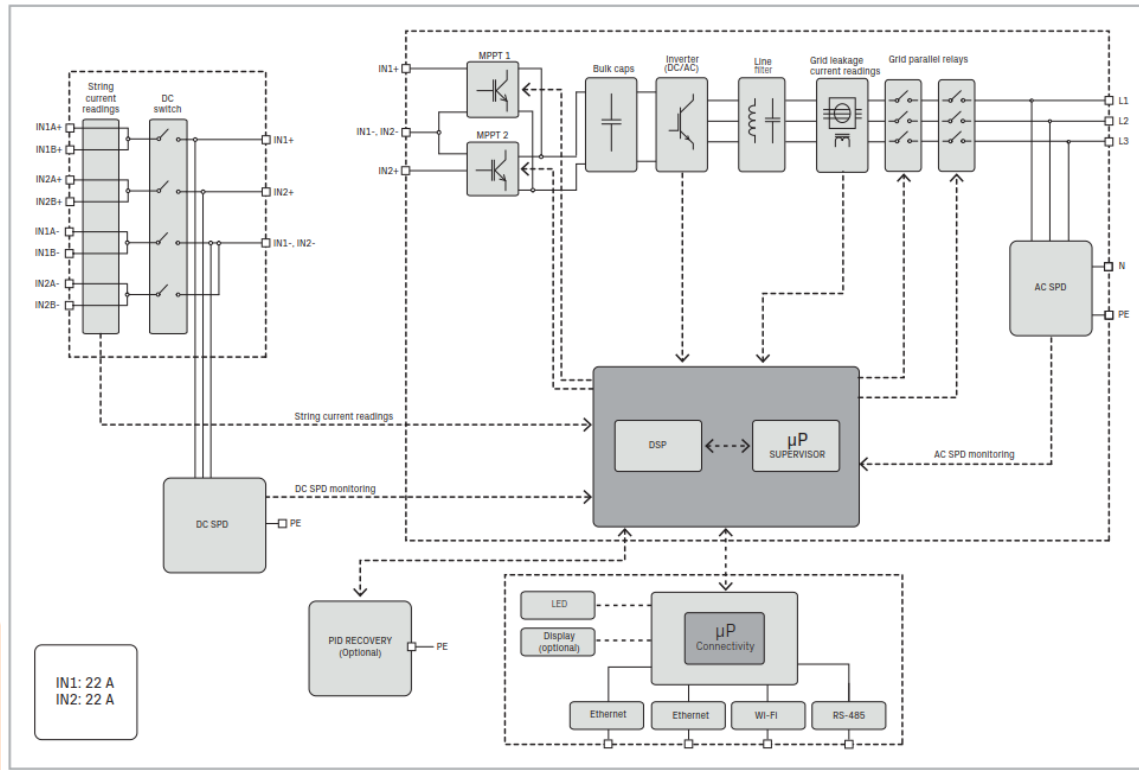 String
current
readings
DC
switch
IN1A+
IN1B+
IN2A+
IN2B+
IN1A-
IN1B-
IN2A-
IN2B-
IN1+
IN2+
IN1-, IN2-
MPPT 1
IN1+
IN1-, IN2-
MPPT 2
IN2+
Bulk caps
Inverter
(DC/AC)
Line
filter
Grid leakage
current readings
Grid parallel relays
L1
L2
L3
AC SPD
N
PE
String current readings
DSP
µP
SUPERVISOR
AC SPD monitoring
DC SPD monitoring
DC SPD
PE
PID RECOVERY
(Optional)
PE
LED
Display
(optional)
µP
Connectivity
Ethernet
Ethernet
WI-FI
RS-485
IN1: 22 A
IN2: 22 A